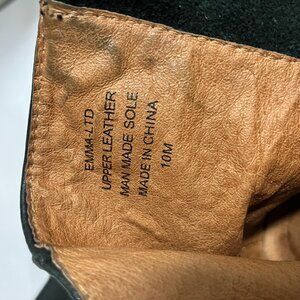 EMMA-LTD
UPPER LEATHER
MAN MADE SOLE
MADE IN CHINA
10M